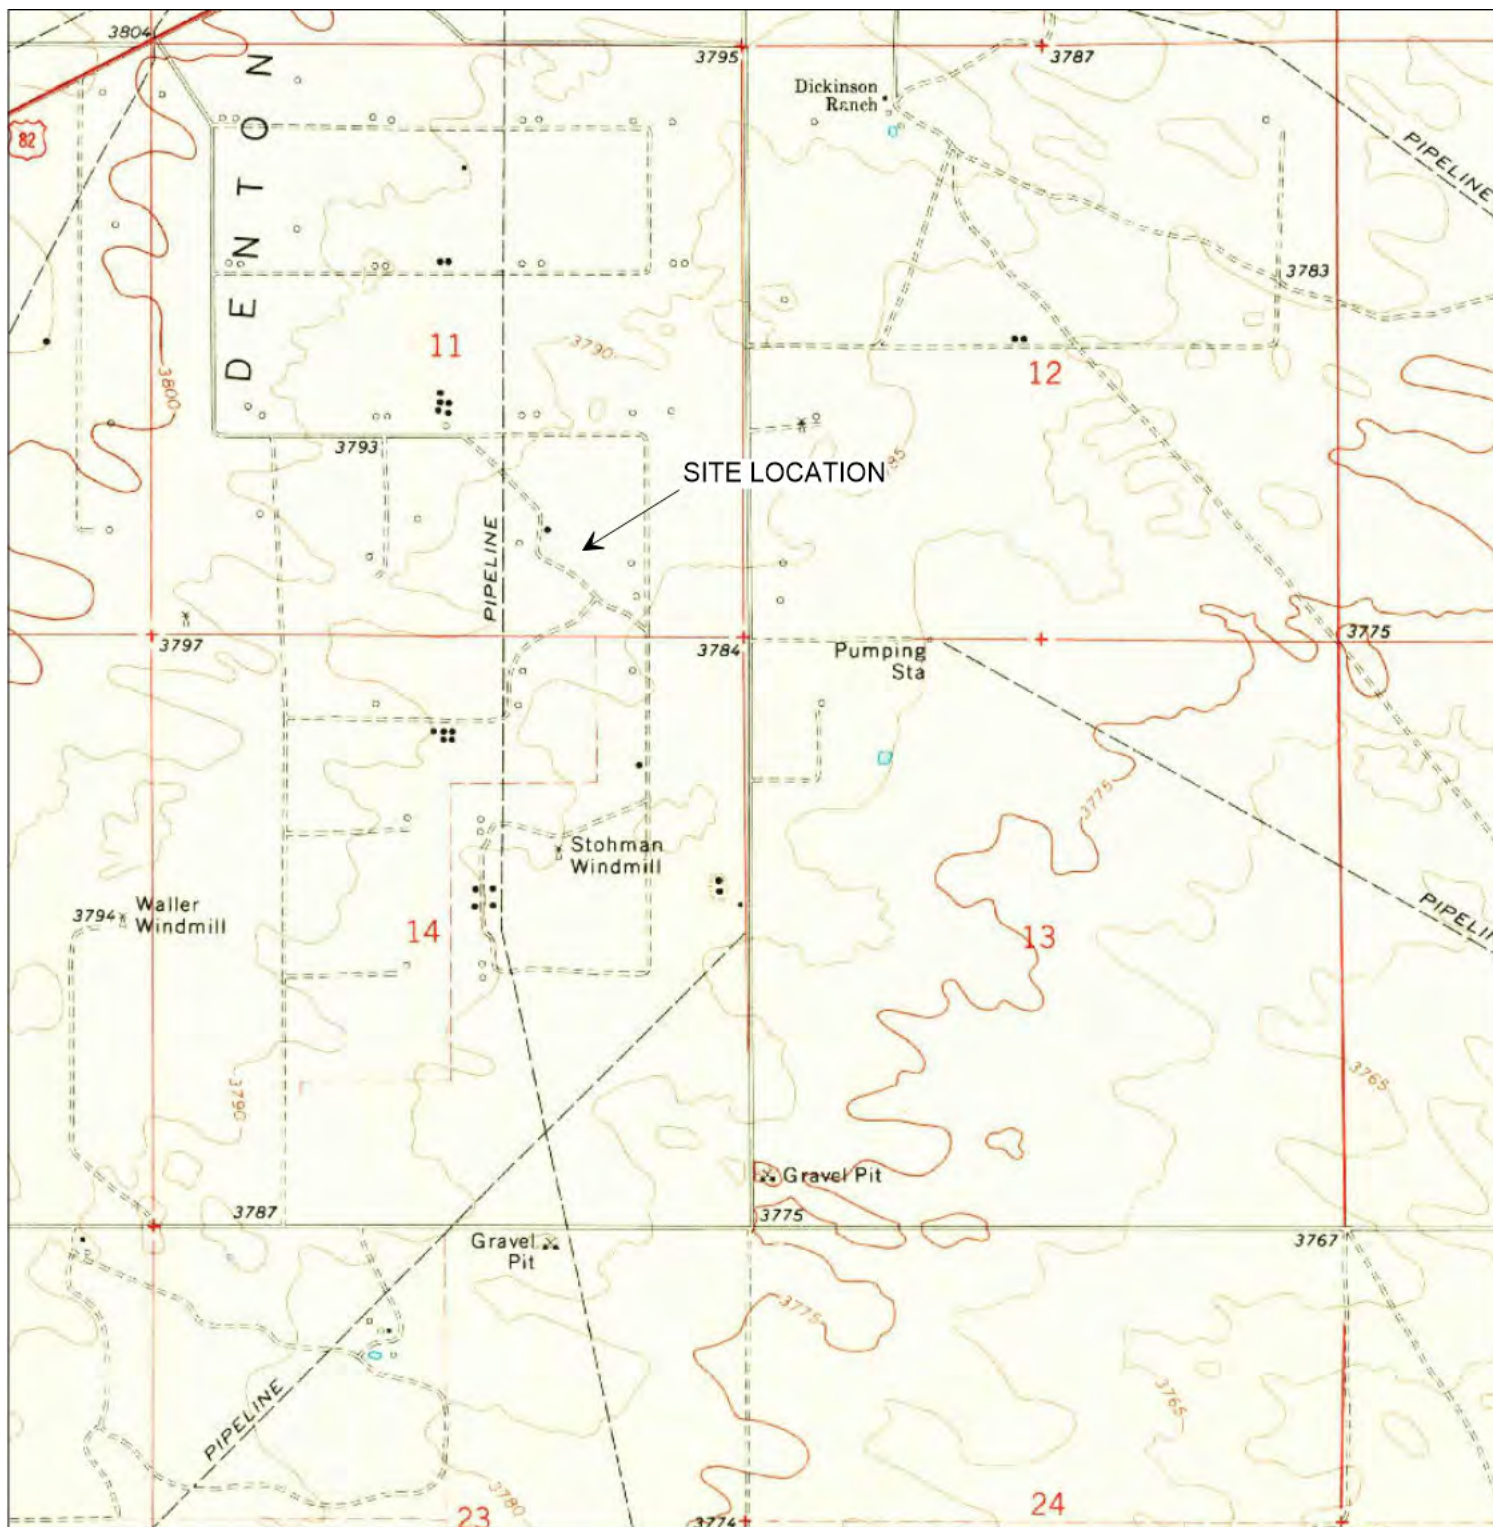 3804
3795
3787
Dickinson
Ranch
82
DENTON
PIPELINE
3783
11
3790
12
3800
3793
85
SITE LOCATION
PIPELINE
3797
3784
Pumping
Sta
3775
3775
Stohman
Windmill
Waller
Windmill
3794
14
13
PIPELIN
3790
3765
Gravel Pit
3787
3775
Gravel
Pit
3767
3775
PIPELINE
3765
3780
23
3774
24